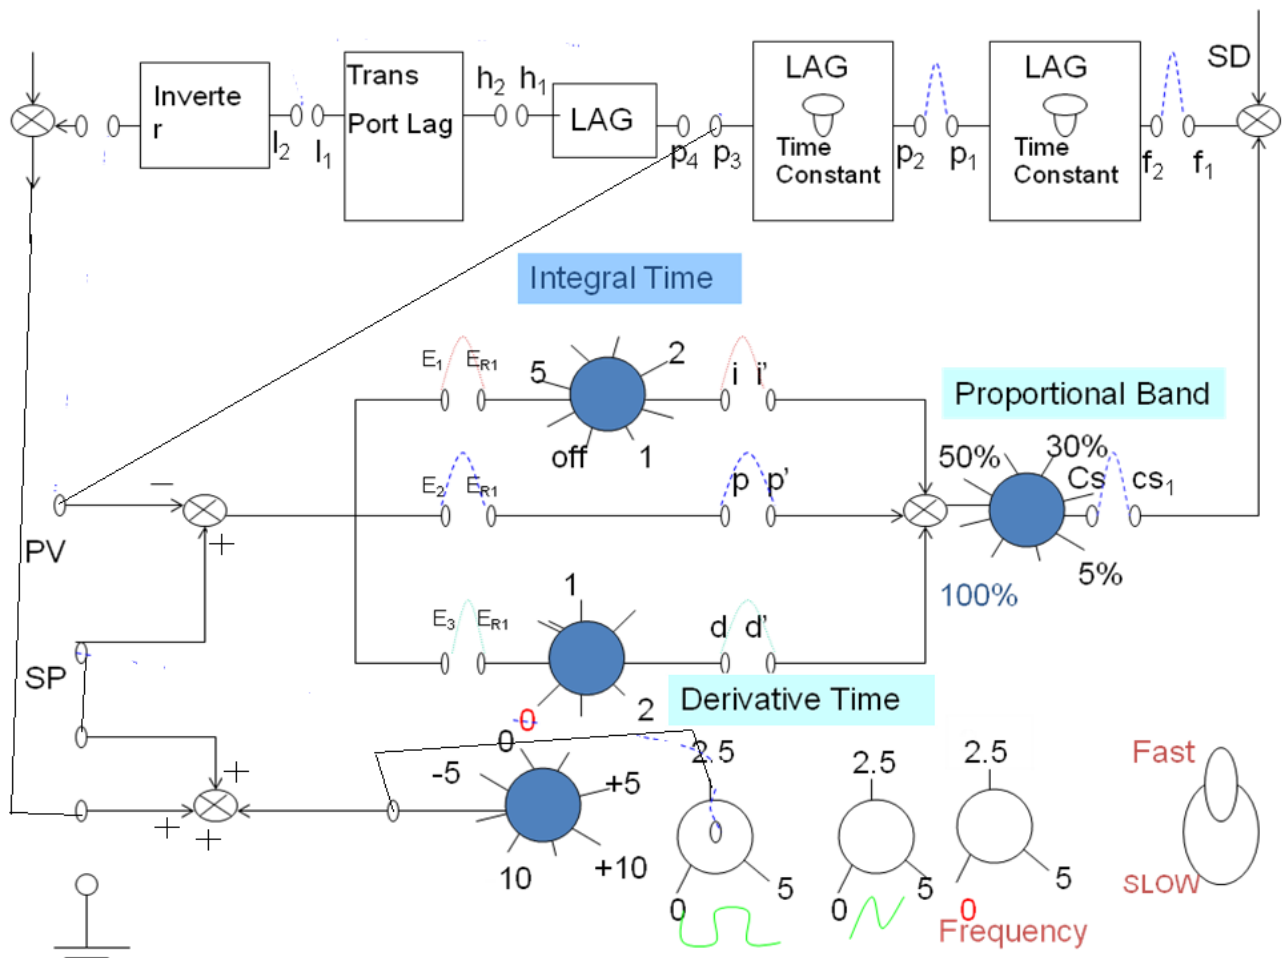 SD
Inverte
r
Trans
Port Lag
h2 h1
LAG
LAG
Time
Constant
LAG
Time
Constant
l2 l1
p4 p3
p2 p1
f2 f1
Integral Time
E1 ER1
5
2
i i’
off
1
Proportional Band
50%
30%
Cs cs1
5%
100%
E2 ER1
p p’
−
+
PV
E3 ER1
1
d d’
SP
0
2
Derivative Time
0
-5
+5
10
+10
+
+
+
2.5
0
5
2.5
0
5
2.5
0
5
Frequency
Fast
SLOW